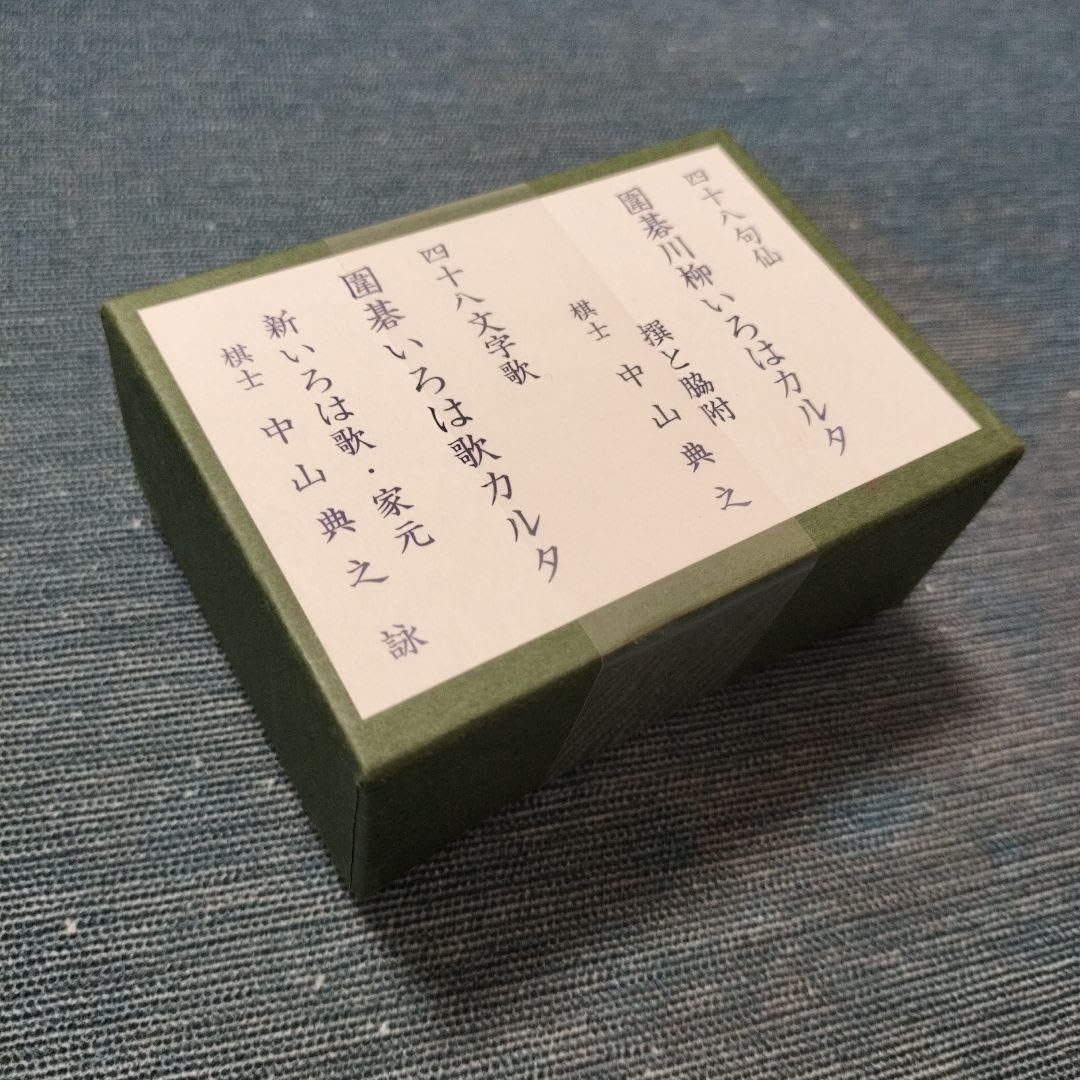 四十八句仙
圍碁川柳いろはカルタ
撰と脇附
棋士 中山典之
四十八文字歌
圍碁いろは歌カルタ
新いろは歌・家元
棋士 中山典之 詠